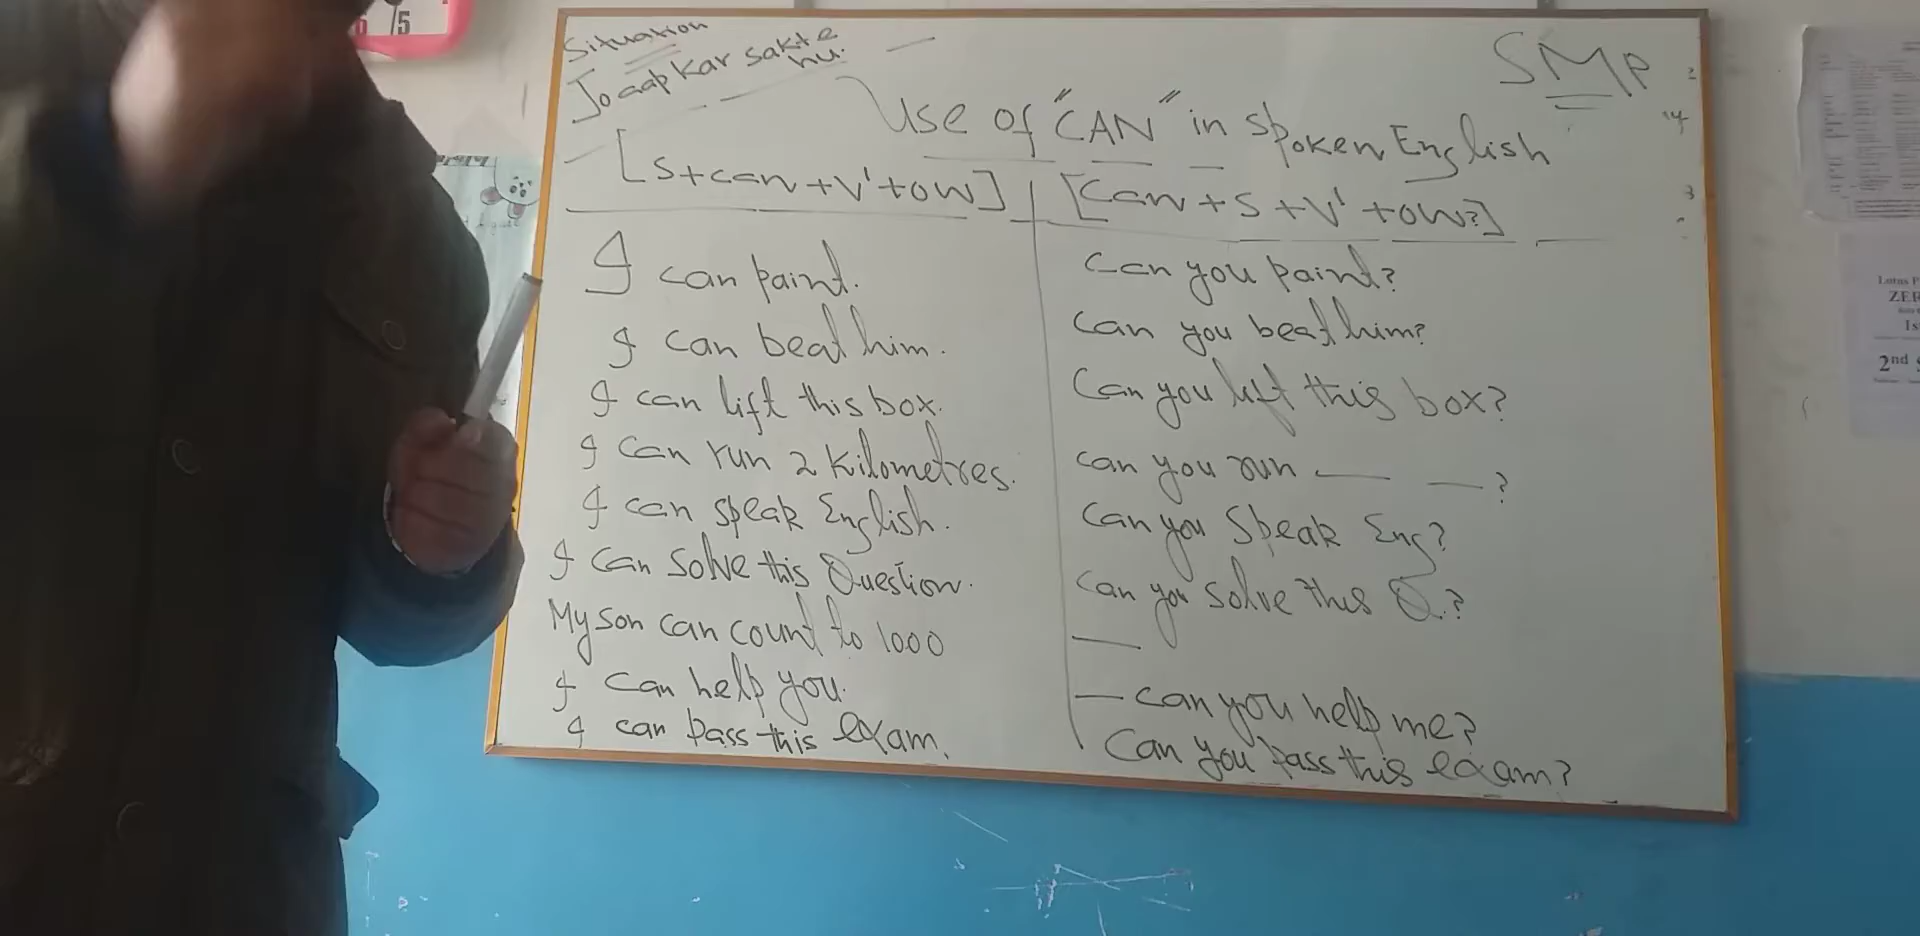 Situation
Jo aap kar sakte hu.
SMP
Use of "CAN" in spoken English
[S+can+V¹+OW] [Can+S+V¹+OW?]
I can paint.
I can beat him.
I can lift this box.
I can run 2 kilometres.
I can speak English.
I can solve this Question.
My son can count to 1000
I can help you.
I can pass this exam.
Can you paint?
Can you beat him?
Can you lift this box?
can you run — — ?
Can you Speak Eng?
Can you solve this Q.?
—
— can you help me?
Can you pass this exam?
15
2nd